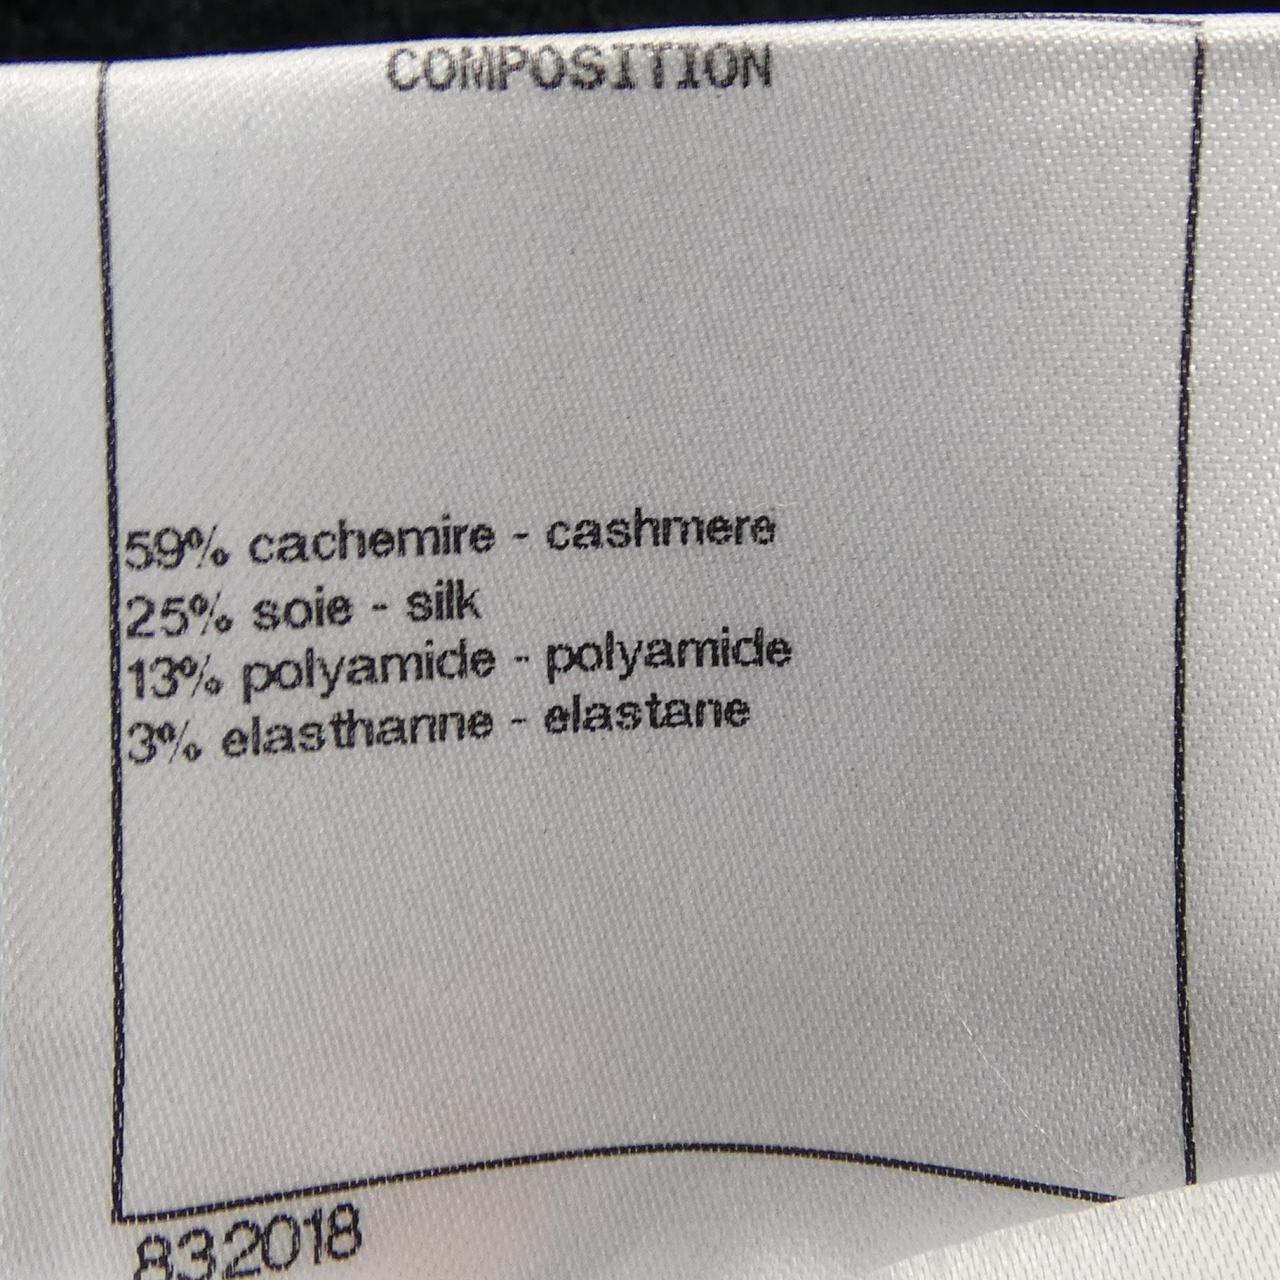 COMPOSITION
59% cachemire - cashmere
25% soie - silk
13% polyamide - polyamide
3% elasthanne - elastane
832018